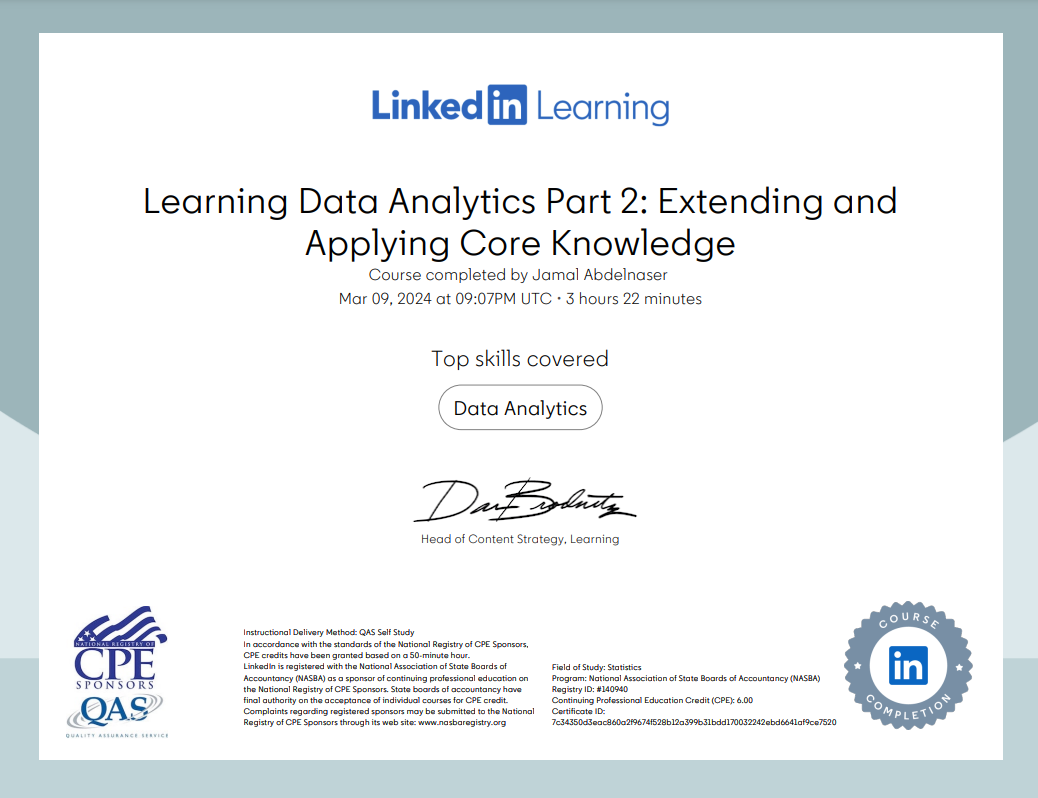 LinkedIn Learning
Learning Data Analytics Part 2: Extending and
Applying Core Knowledge
Course completed by Jamal Abdelnaser
Mar 09, 2024 at 09:07PM UTC • 3 hours 22 minutes
Top skills covered
Data Analytics
Dan Brodnitz
Head of Content Strategy, Learning
NATIONAL REGISTRY OF
CPE
SPONSORS
QAS
QUALITY ASSURANCE SERVICE
Instructional Delivery Method: QAS Self Study
In accordance with the standards of the National Registry of CPE Sponsors,
CPE credits have been granted based on a 50-minute hour.
LinkedIn is registered with the National Association of State Boards of
Accountancy (NASBA) as a sponsor of continuing professional education on
the National Registry of CPE Sponsors. State boards of accountancy have
final authority on the acceptance of individual courses for CPE credit.
Complaints regarding registered sponsors may be submitted to the National
Registry of CPE Sponsors through its web site: www.nasbaregistry.org
Field of Study: Statistics
Program: National Association of State Boards of Accountancy (NASBA)
Registry ID: #140940
Continuing Professional Education Credit (CPE): 6.00
Certificate ID:
7c34350d3eac860a2f9674f528b12a399b31bdd170032242ebd6641af9ce7520
COURSE
in
COMPLETION